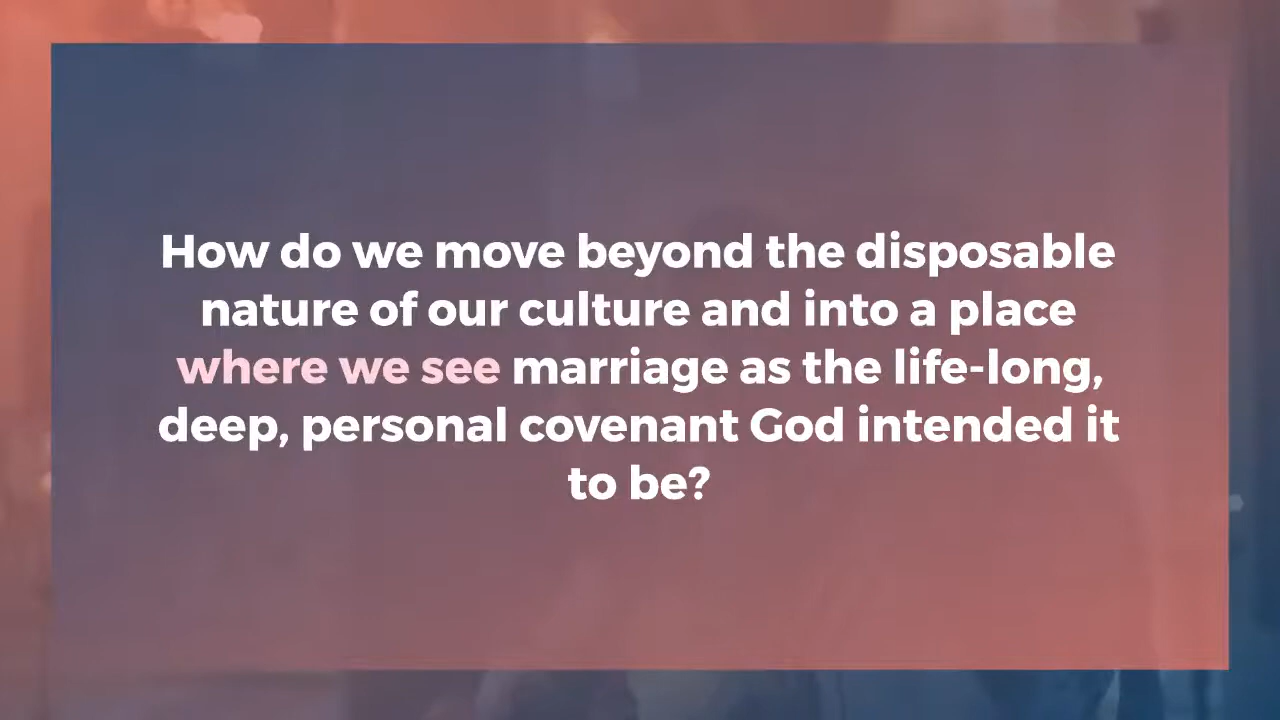 How do we move beyond the disposable
nature of our culture and into a place
where we see marriage as the life-long,
deep, personal covenant God intended it
to be?